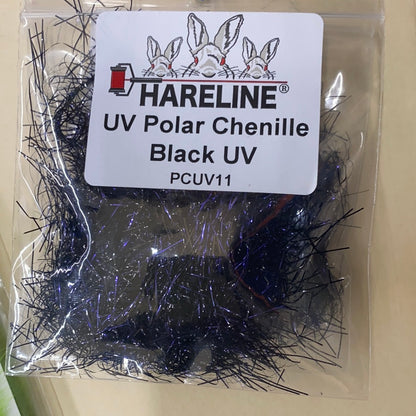 HARELINE®
UV Polar Chenille
Black UV
PCUV11